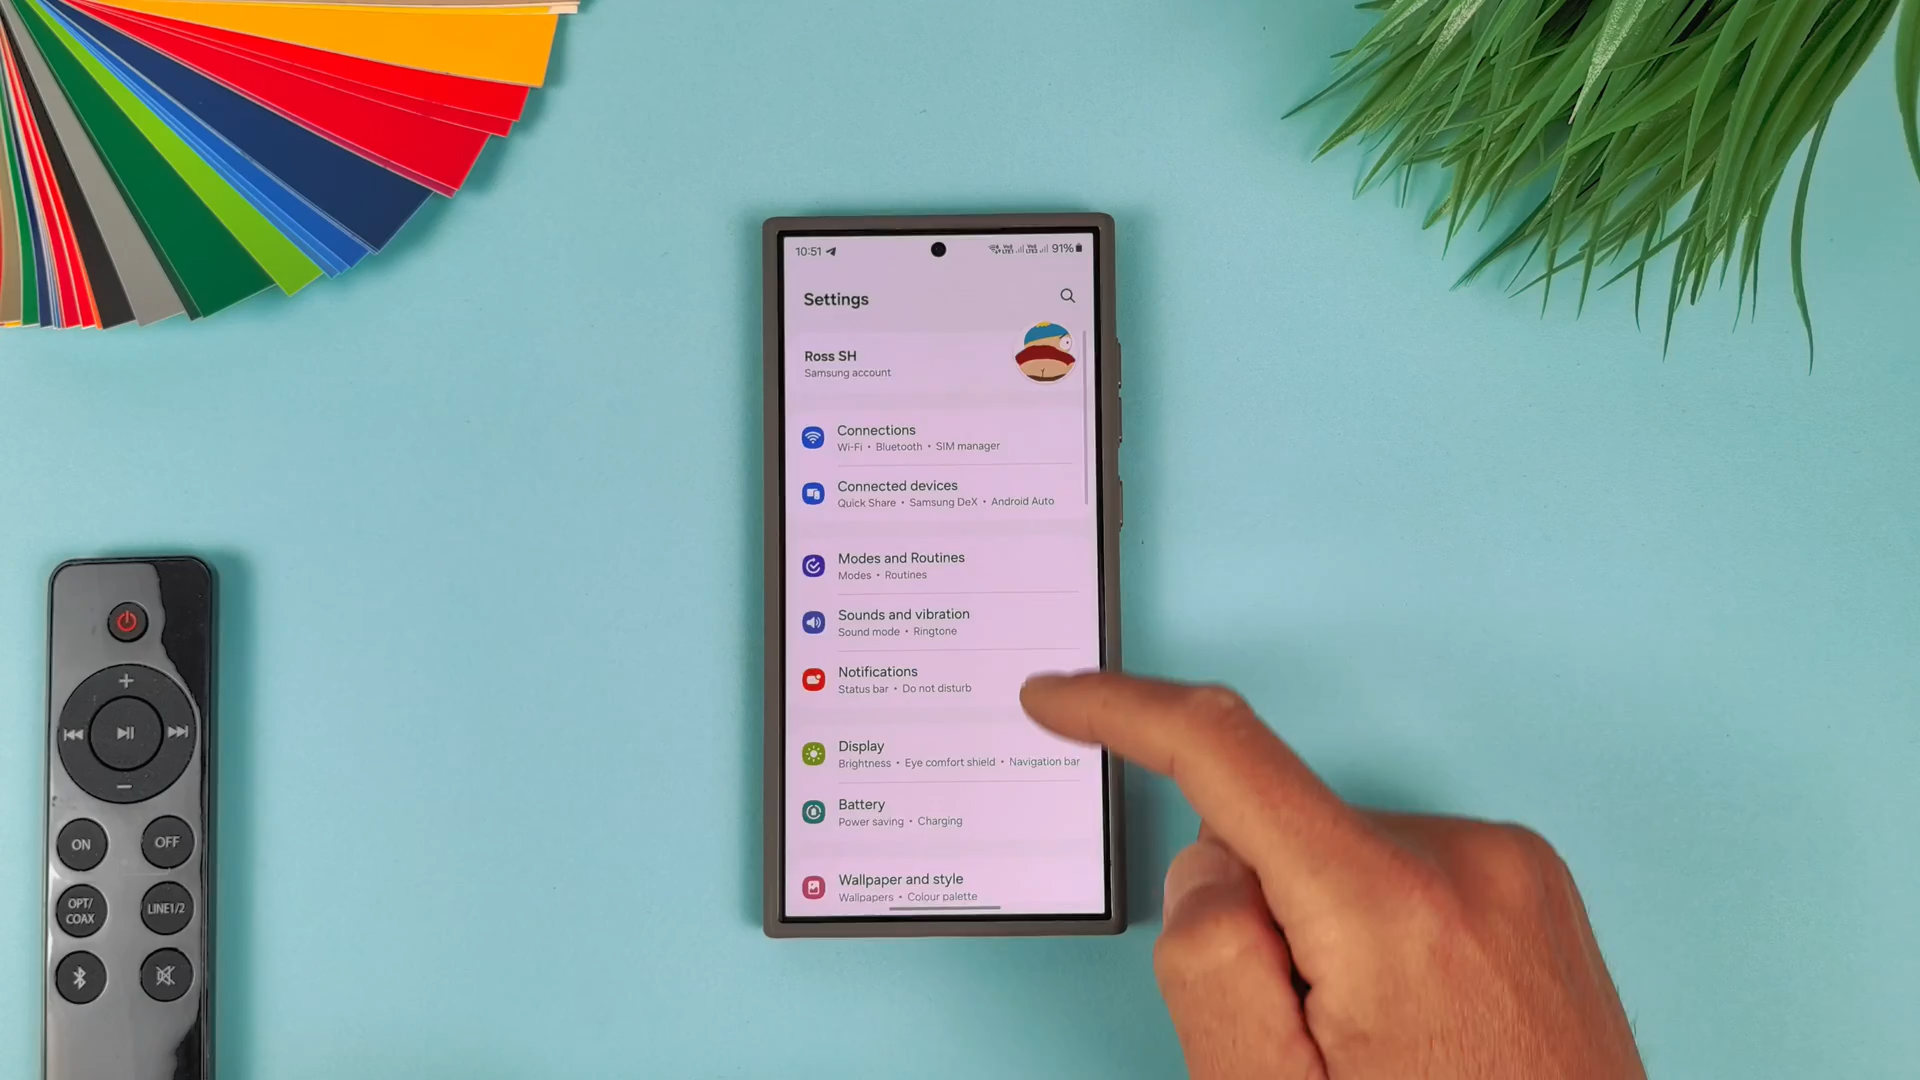 10:51
91%
Settings
Ross SH
Samsung account
Connections
Wi-Fi • Bluetooth • SIM manager
Connected devices
Quick Share • Samsung DeX • Android Auto
Modes and Routines
Modes • Routines
Sounds and vibration
Sound mode • Ringtone
Notifications
Status bar • Do not disturb
Display
Brightness • Eye comfort shield • Navigation bar
Battery
Power saving • Charging
Wallpaper and style
Wallpapers • Colour palette
ON
OFF
OPT/
COAX
LINE1/2